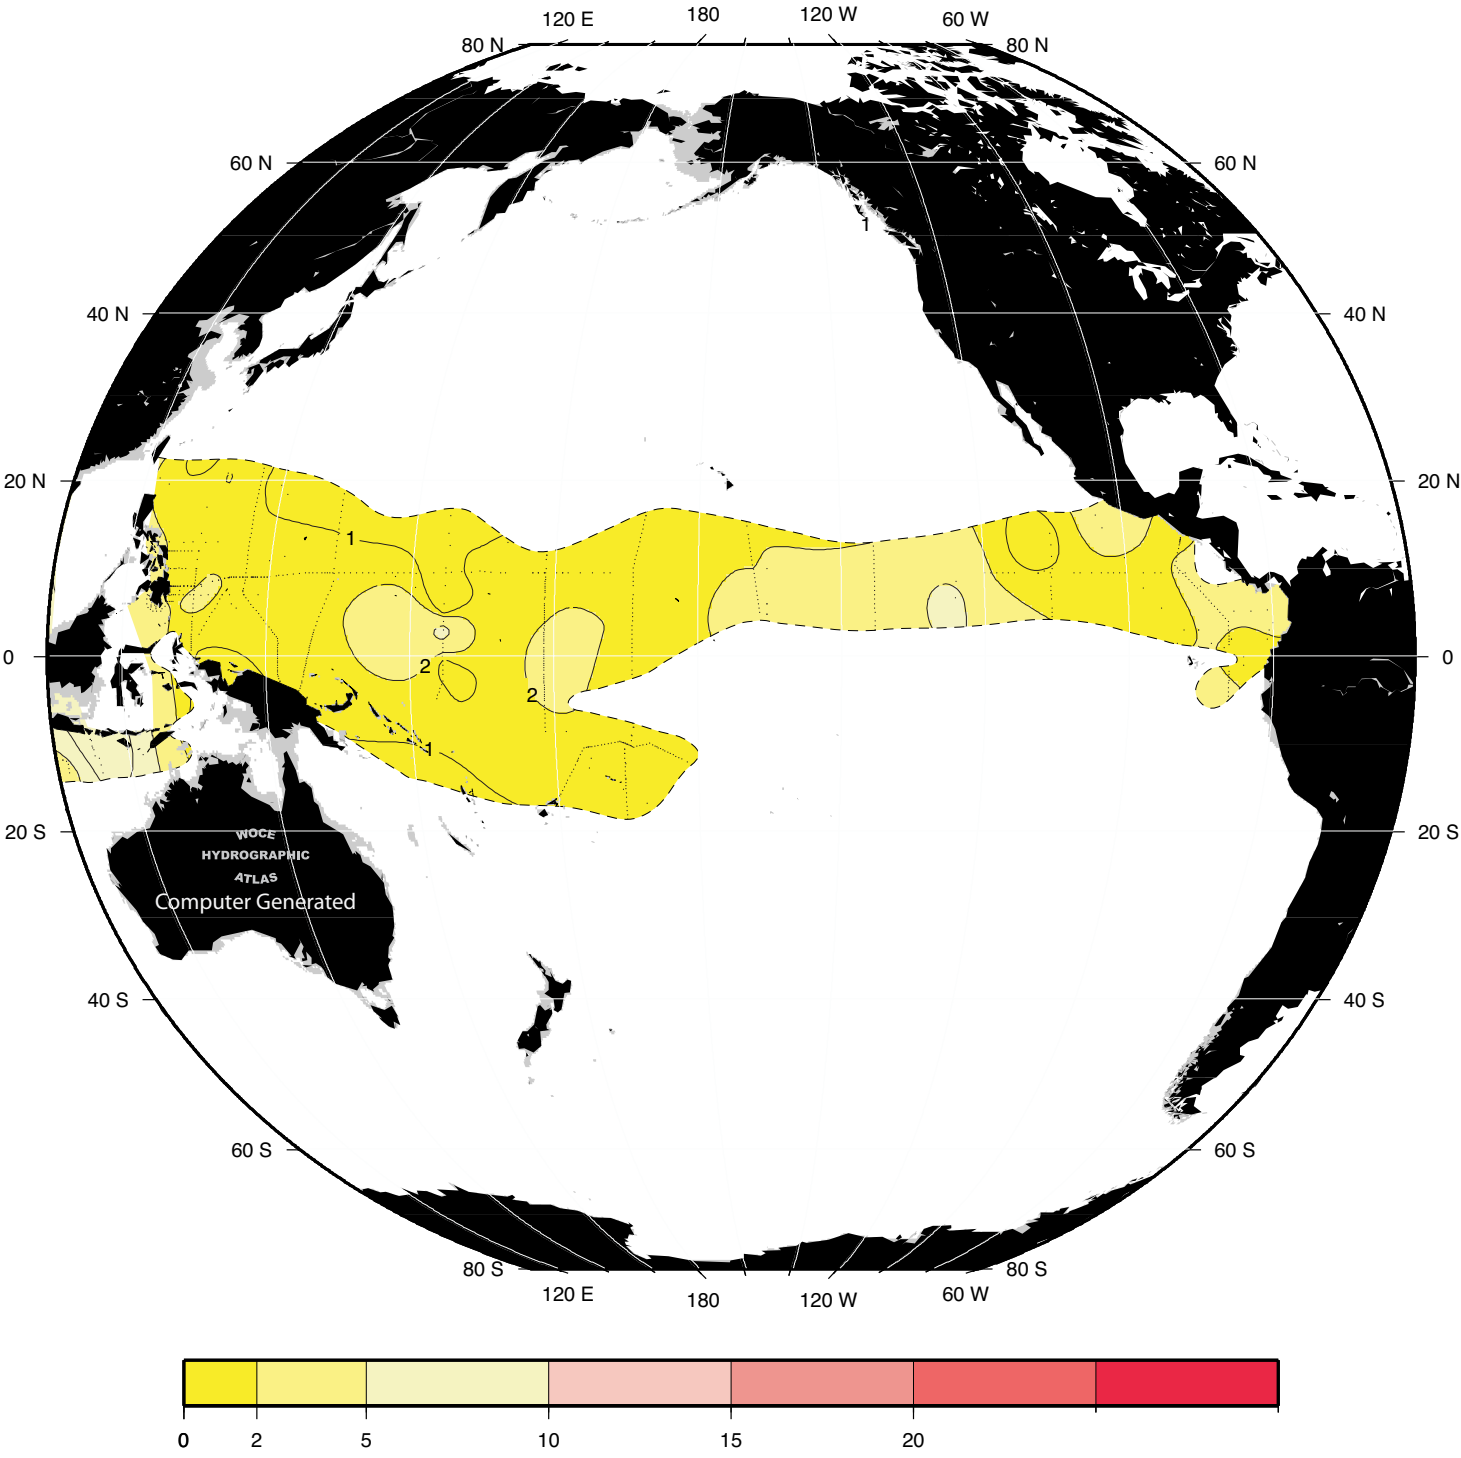 120 E 180 120 W 60 W
80 N 80 N
60 N 60 N
1
40 N 40 N
20 N 20 N
1
0 2 0
2
1
20 S 20 S
WOCE
HYDROGRAPHIC
ATLAS
Computer Generated
40 S 40 S
60 S 60 S
80 S 80 S
120 E 180 120 W 60 W
0 2 5 10 15 20